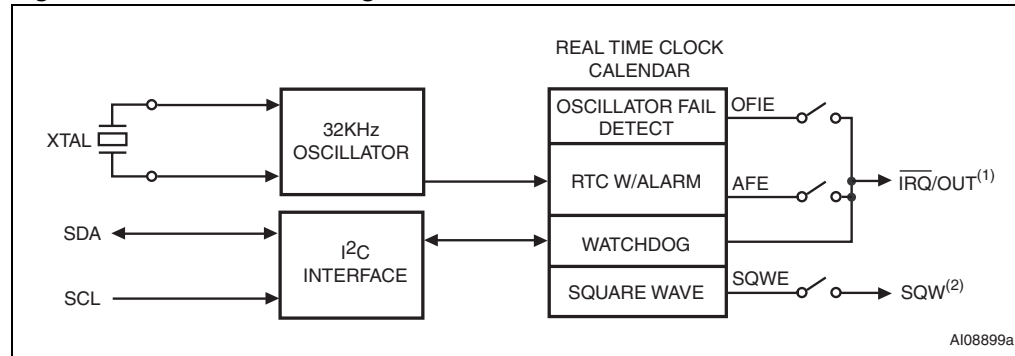 REAL TIME CLOCK
CALENDAR
OSCILLATOR FAIL
DETECT
OFIE
32KHz
OSCILLATOR
XTAL
RTC W/ALARM
AFE
IRQ/OUT(1)
SDA
I2C
INTERFACE
WATCHDOG
SCL
SQUARE WAVE
SQWE
SQW(2)
AI08899a